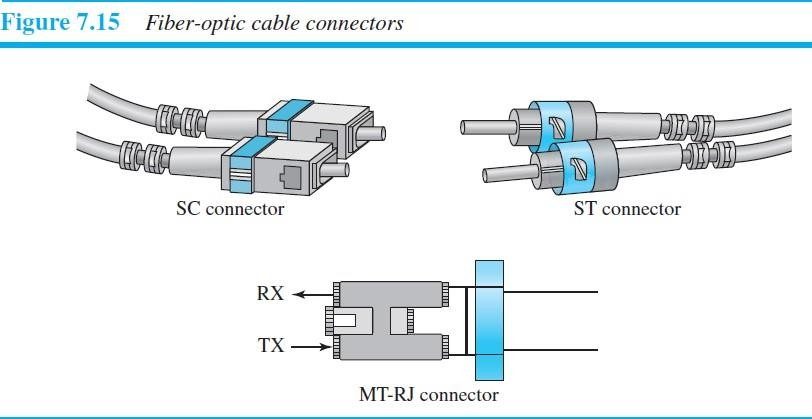 Figure 7.15 Fiber-optic cable connectors
SC connector
ST connector
RX
TX
MT-RJ connector